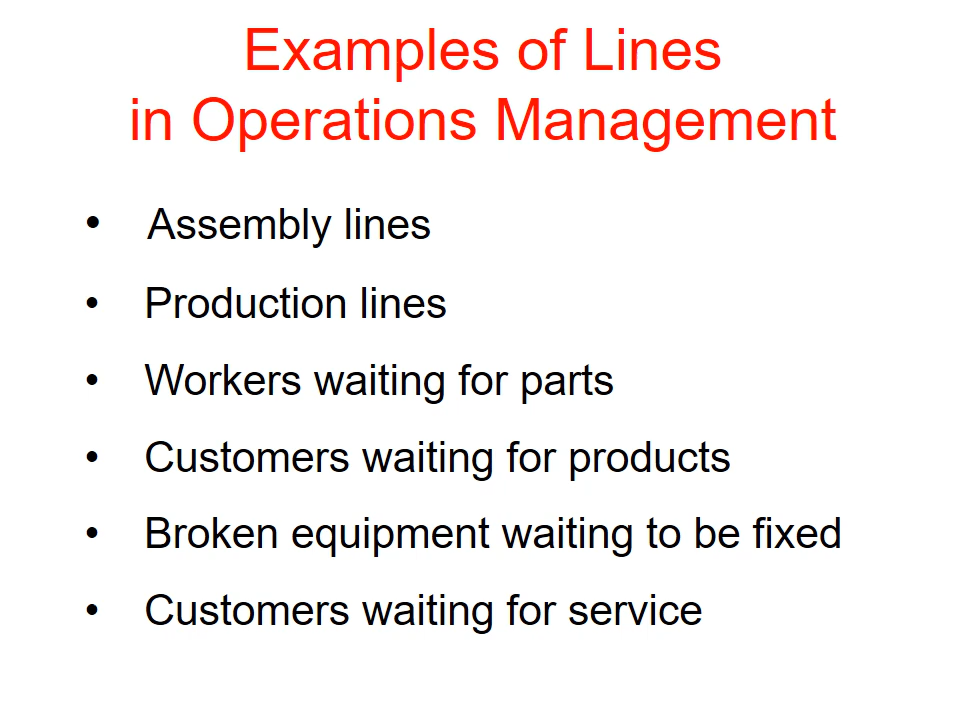 Examples of Lines
in Operations Management
• Assembly lines
• Production lines
• Workers waiting for parts
• Customers waiting for products
• Broken equipment waiting to be fixed
• Customers waiting for service